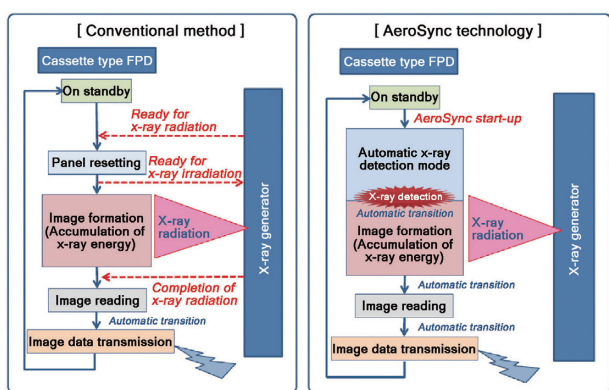 [ Conventional method ]
Cassette type FPD
On standby
Ready for
x-ray radiation
Panel resetting
Ready for
x-ray irradiation
Image formation
(Accumulation of
x-ray energy)
X-ray
radiation
Completion of
x-ray radiation
Image reading
Automatic transition
Image data transmission
X-ray generator
[ AeroSync technology ]
Cassette type FPD
On standby
AeroSync start-up
Automatic x-ray
detection mode
X-ray detection
Automatic transition
Image formation
(Accumulation of
x-ray energy)
X-ray
radiation
Automatic transition
Image reading
Automatic transition
Image data transmission
X-ray generator